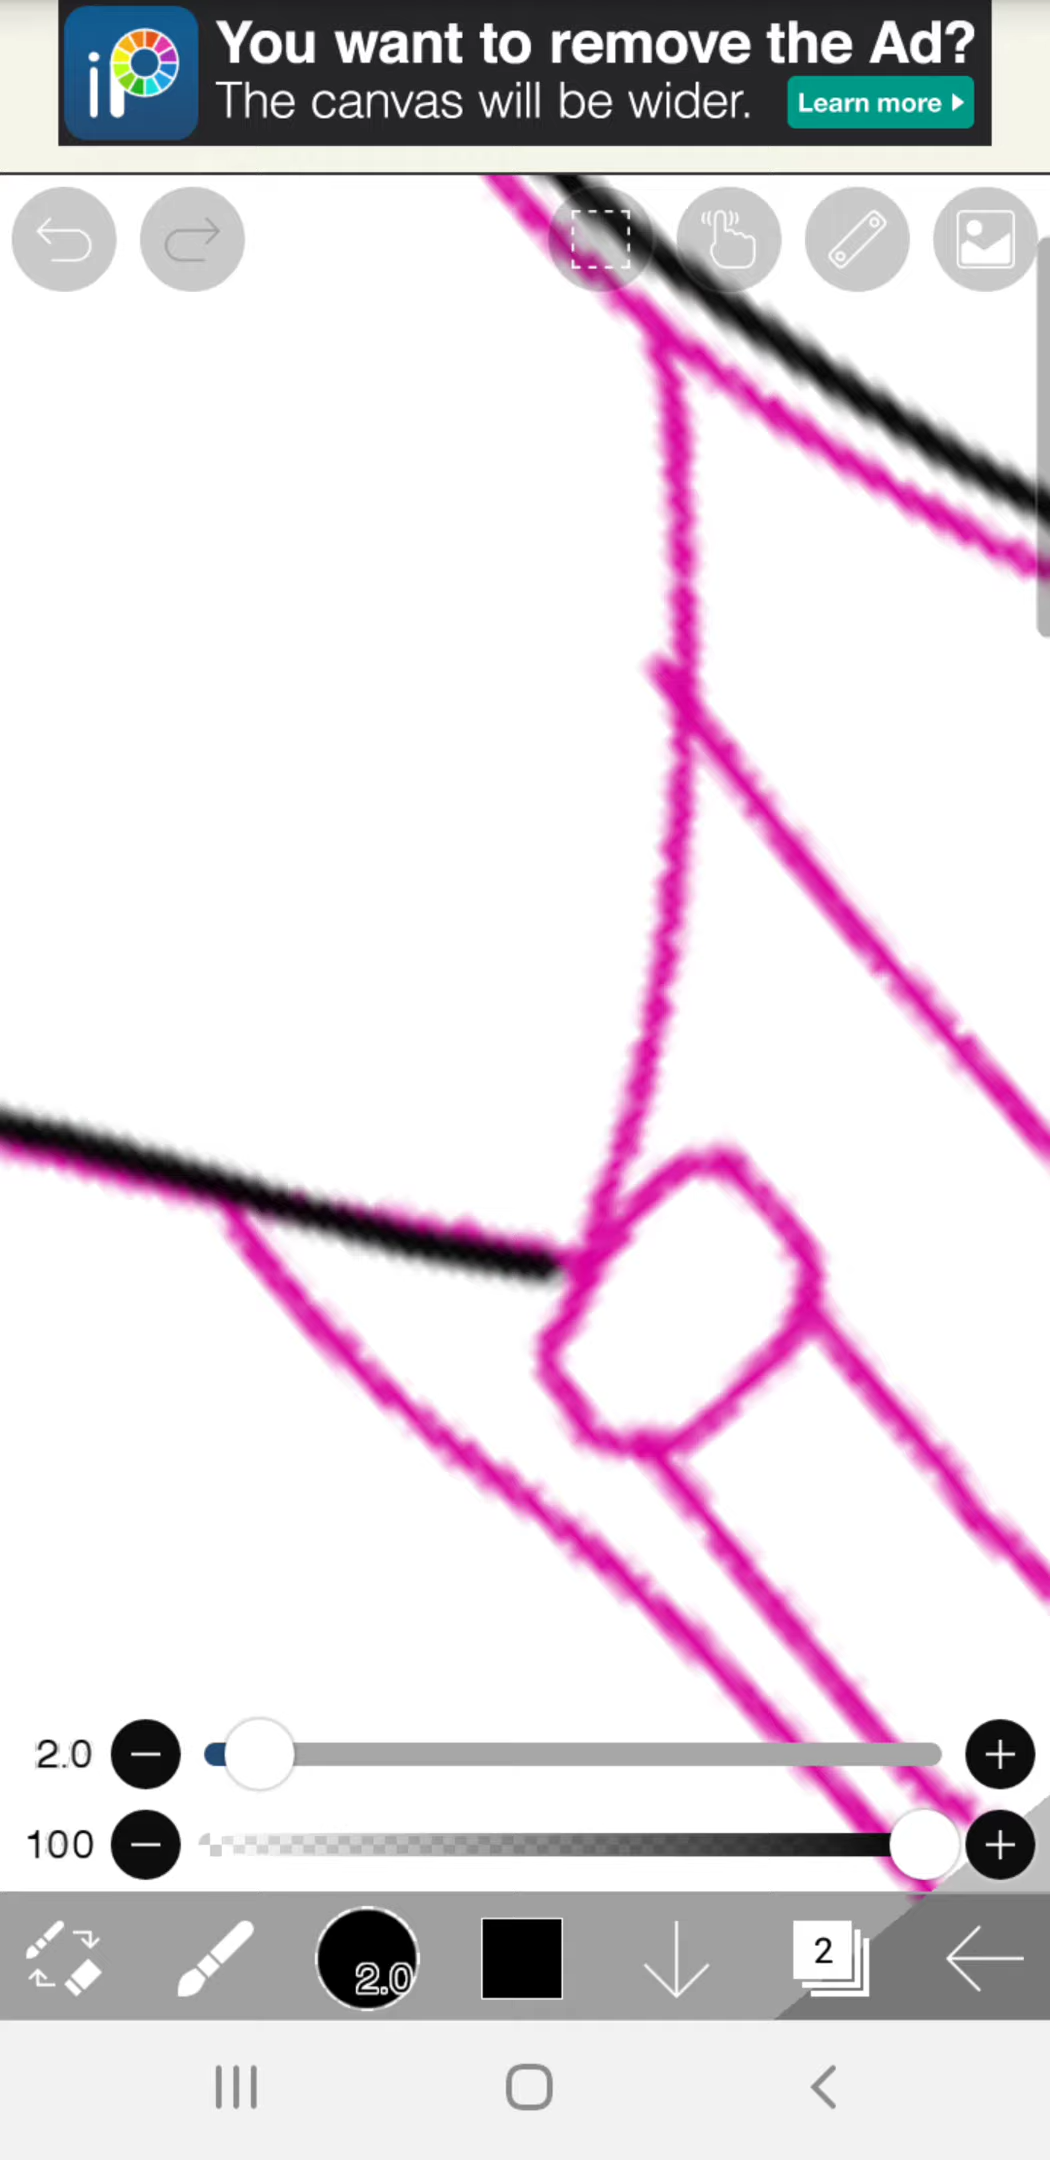 iP
You want to remove the Ad?
The canvas will be wider.
Learn more
2.0
100
2.0
2